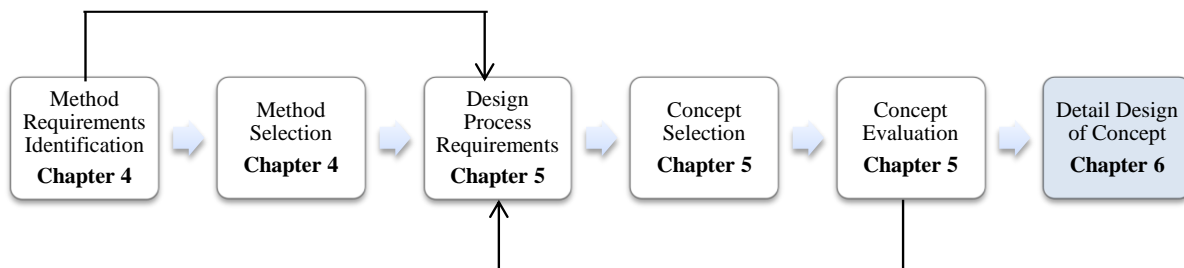 Method
Requirements
Identification
Chapter 4
Method
Selection
Chapter 4
Design
Process
Requirements
Chapter 5
Concept
Selection
Chapter 5
Concept
Evaluation
Chapter 5
Detail Design
of Concept
Chapter 6